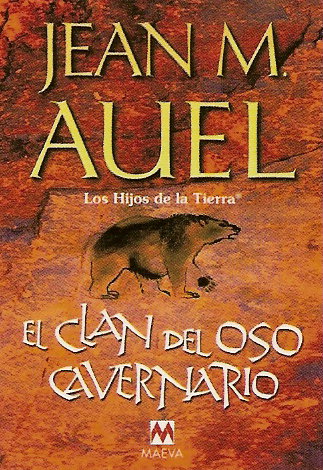 JEAN M.
AUEL
Los Hijos de la Tierra®
EL CLAN DEL OSO
CAVERNARIO
M
MAEVA